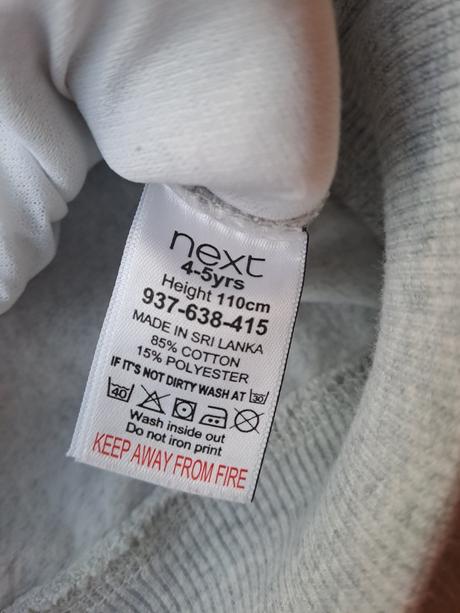 next
4-5yrs
Height 110cm
937-638-415
MADE IN SRI LANKA
85% COTTON
15% POLYESTER
IF IT'S NOT DIRTY WASH AT 30
40
Wash inside out
Do not iron print
KEEP AWAY FROM FIRE